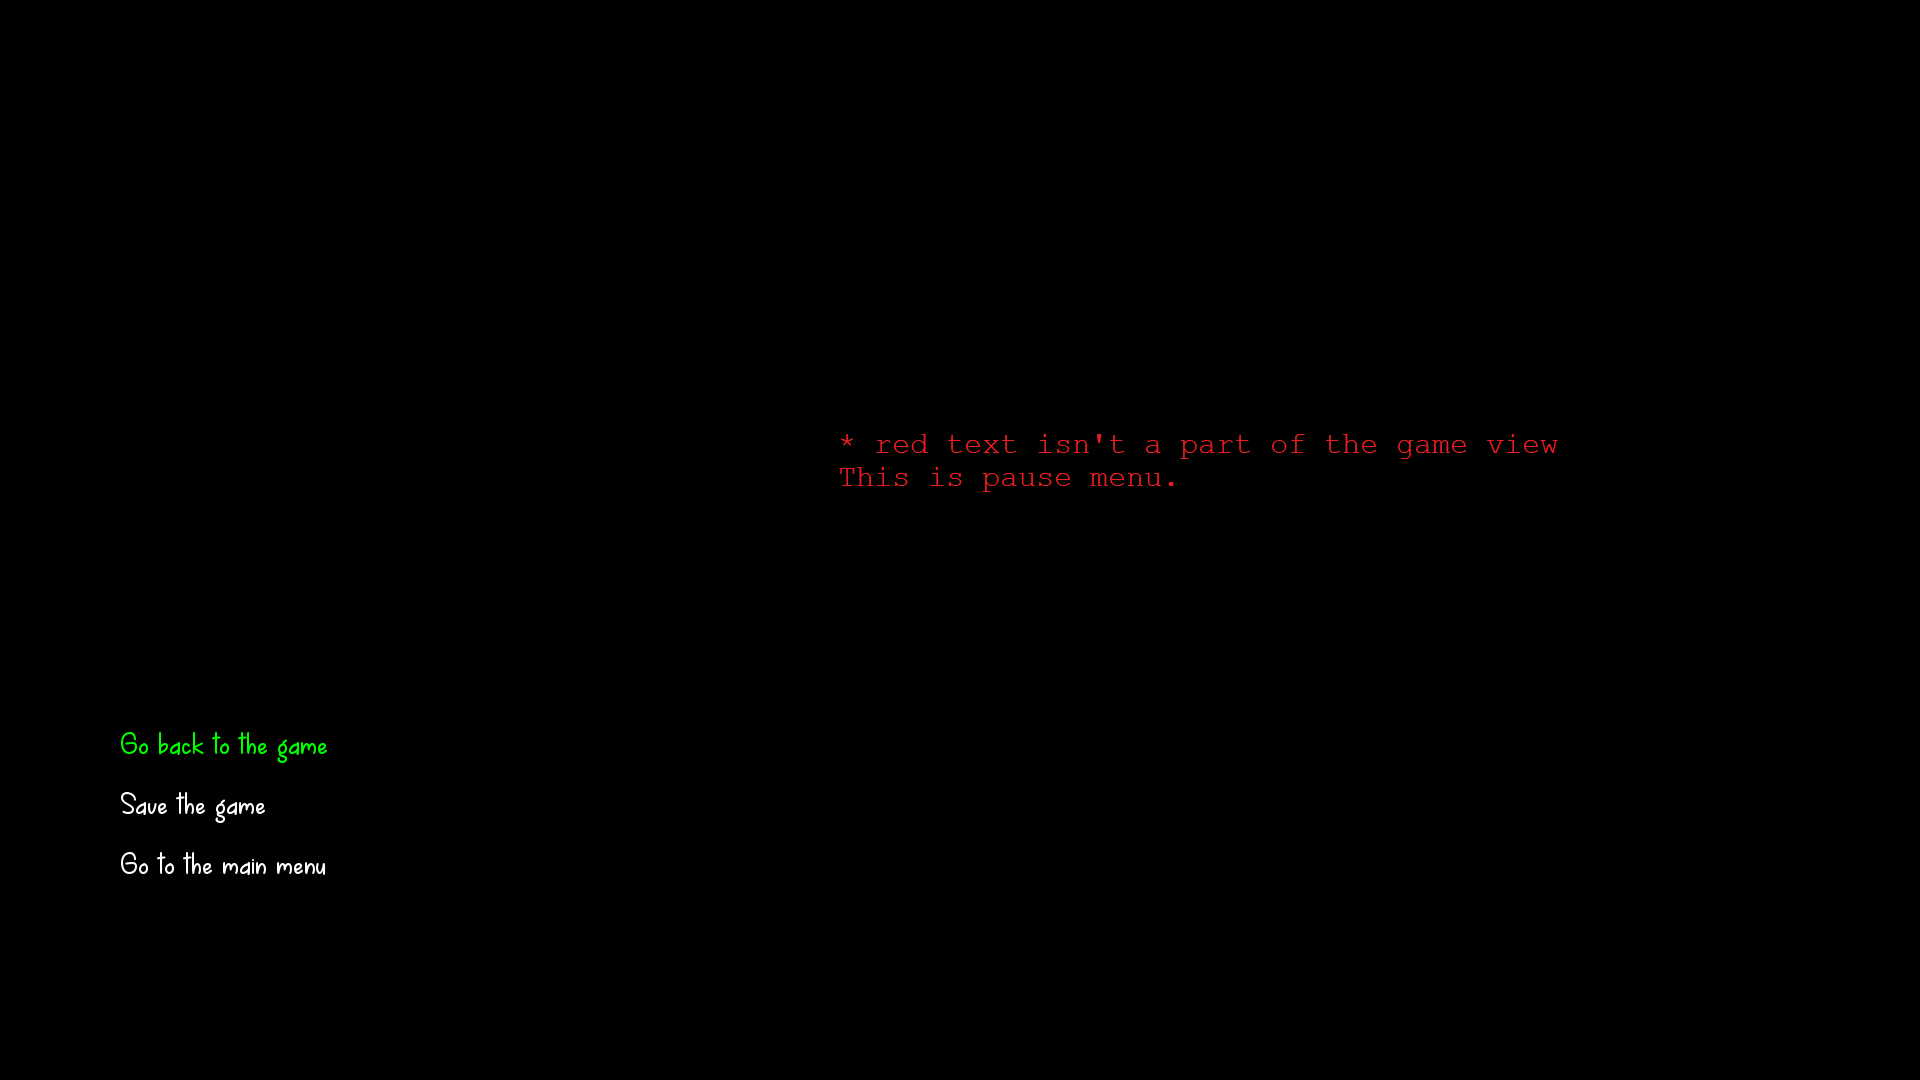 * red text isn't a part of the game view
This is pause menu.
Go back to the game
Save the game
Go to the main menu